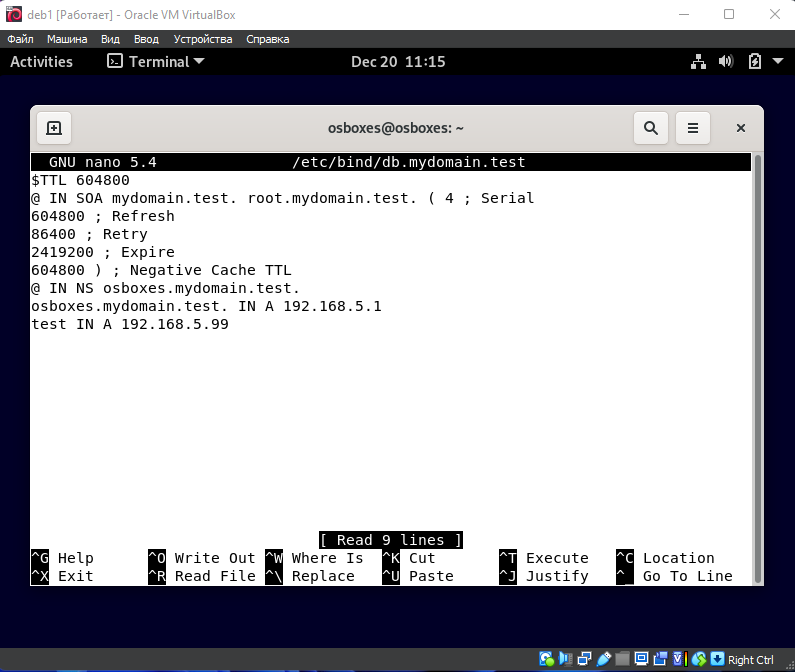 deb1 [Работает] - Oracle VM VirtualBox
Файл Машина Вид Ввод Устройства Справка
Activities Terminal Dec 20 11:15
osboxes@osboxes: ~
GNU nano 5.4 /etc/bind/db.mydomain.test
$TTL 604800
@ IN SOA mydomain.test. root.mydomain.test. ( 4 ; Serial
604800 ; Refresh
86400 ; Retry
2419200 ; Expire
604800 ) ; Negative Cache TTL
@ IN NS osboxes.mydomain.test.
osboxes.mydomain.test. IN A 192.168.5.1
test IN A 192.168.5.99
[ Read 9 lines ]
^G Help ^O Write Out ^W Where Is ^K Cut ^T Execute ^C Location
^X Exit ^R Read File ^\ Replace ^U Paste ^J Justify ^_ Go To Line
Right Ctrl